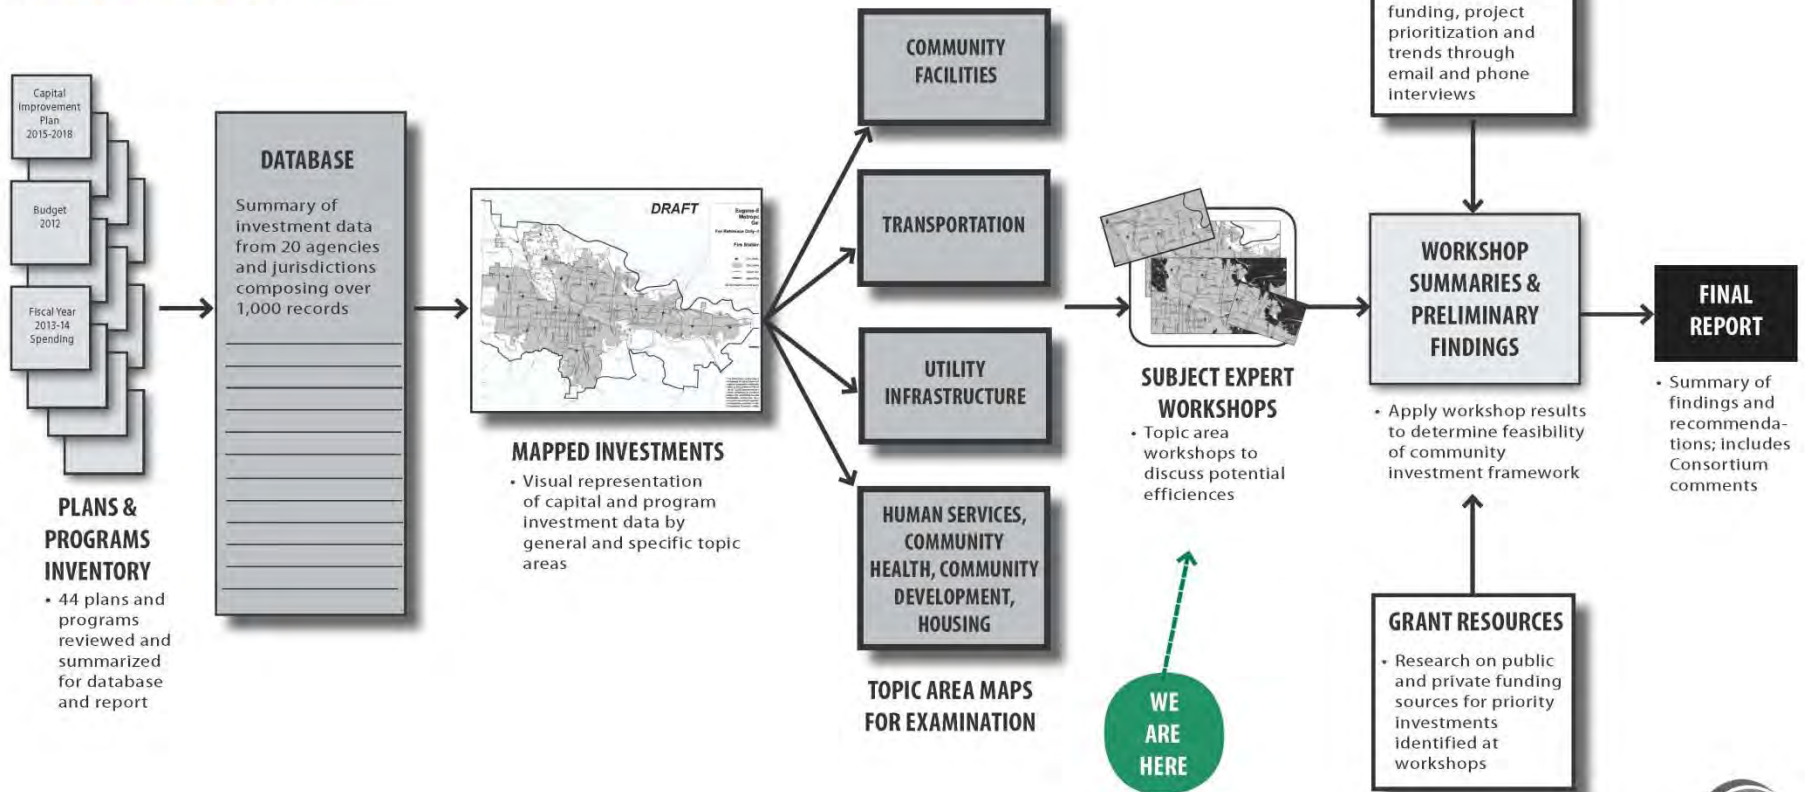 Capital
Improvement
Plan
2015-2018
Budget
2012
Fiscal Year
2013-14
Spending
PLANS &
PROGRAMS
INVENTORY
• 44 plans and
programs
reviewed and
summarized
for database
and report
DATABASE
Summary of
investment data
from 20 agencies
and jurisdictions
composing over
1,000 records
DRAFT
MAPPED INVESTMENTS
• Visual representation
of capital and program
investment data by
general and specific topic
areas
COMMUNITY
FACILITIES
TRANSPORTATION
UTILITY
INFRASTRUCTURE
HUMAN SERVICES,
COMMUNITY
HEALTH, COMMUNITY
DEVELOPMENT,
HOUSING
TOPIC AREA MAPS
FOR EXAMINATION
SUBJECT EXPERT
WORKSHOPS
• Topic area
workshops to
discuss potential
efficiences
WE
ARE
HERE
funding, project
prioritization and
trends through
email and phone
interviews
WORKSHOP
SUMMARIES &
PRELIMINARY
FINDINGS
• Apply workshop results
to determine feasibility
of community
investment framework
GRANT RESOURCES
• Research on public
and private funding
sources for priority
investments
identified at
workshops
FINAL
REPORT
• Summary of
findings and
recommenda-
tions; includes
Consortium
comments